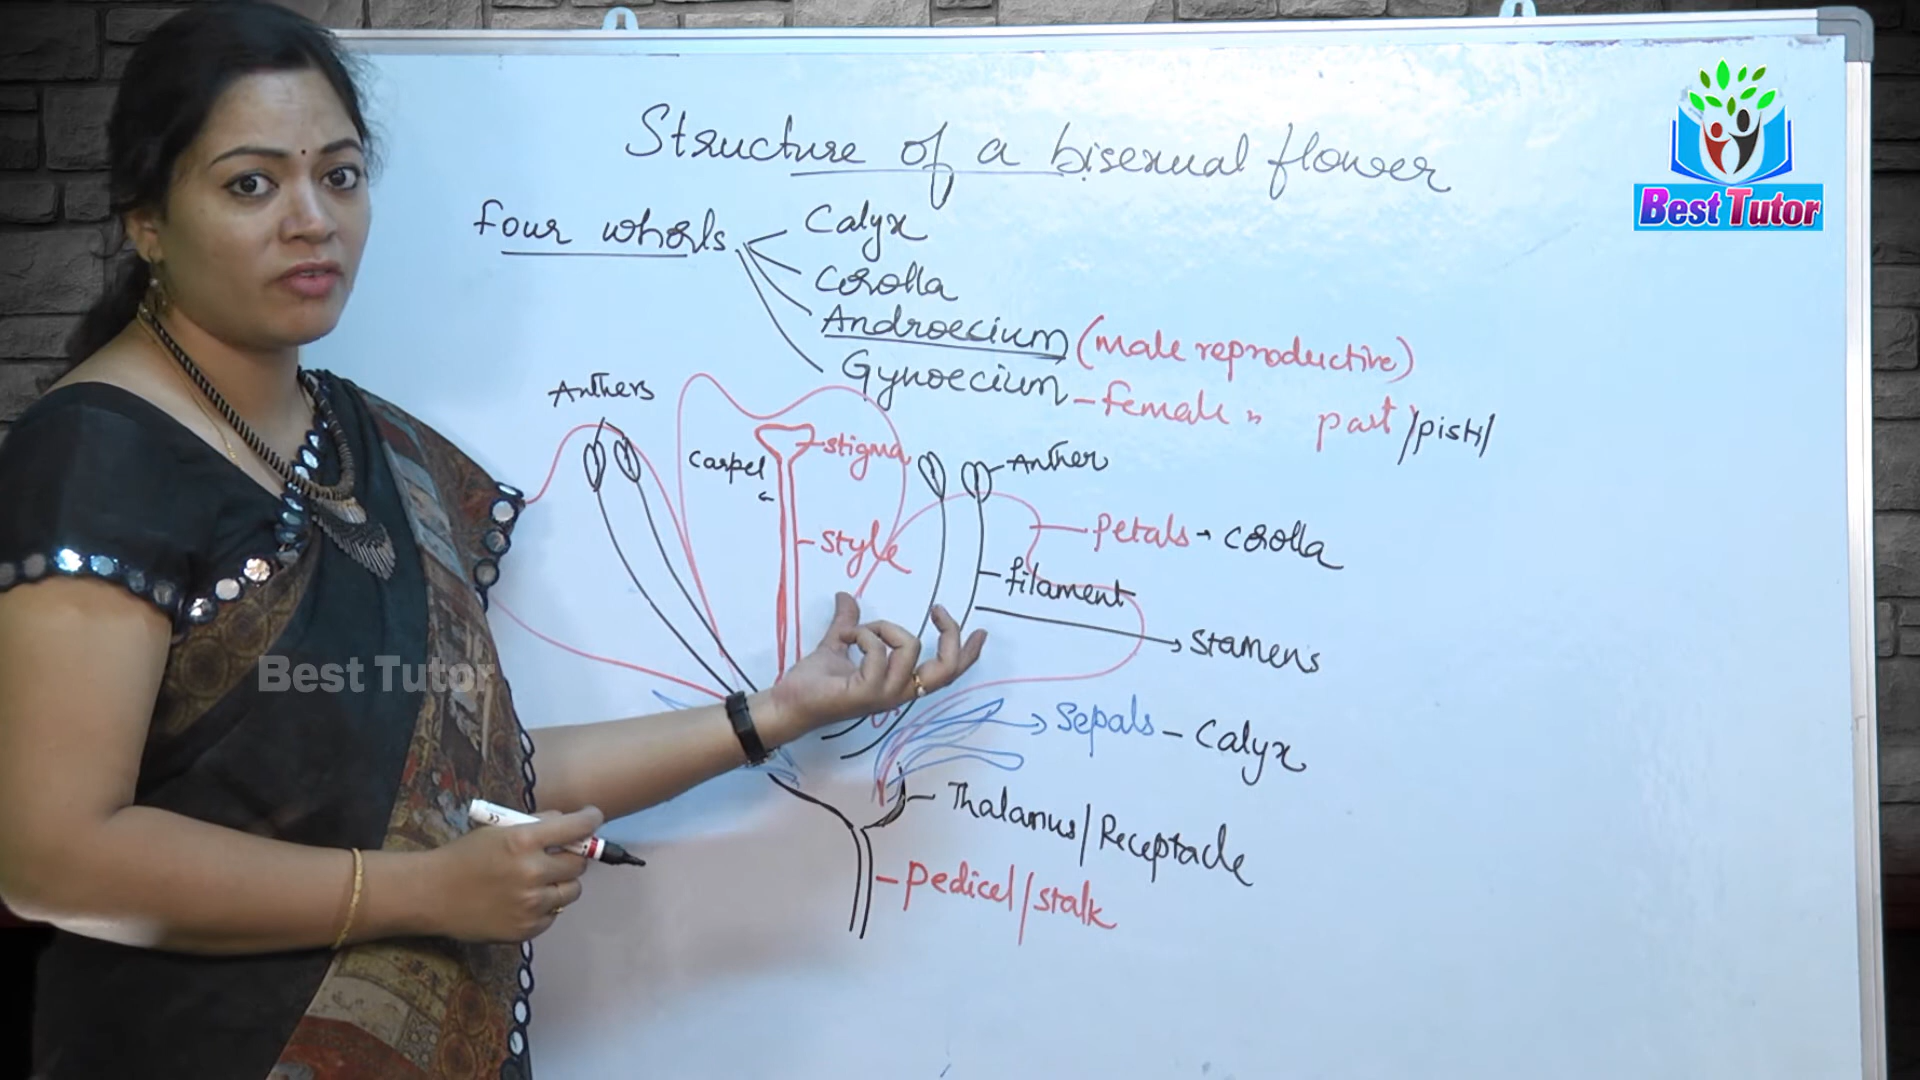 Structure of a bisexual flower
Best Tutor
four whorls
Calyx
Corolla
Androecium (male reproductive)
Gynoecium - female " part / pistil
Anthers
carpel
stigma
Anther
style
petals → corolla
filament
stamens
Best Tutor
Sepals - Calyx
Thalamus/Receptacle
pedicel/stalk